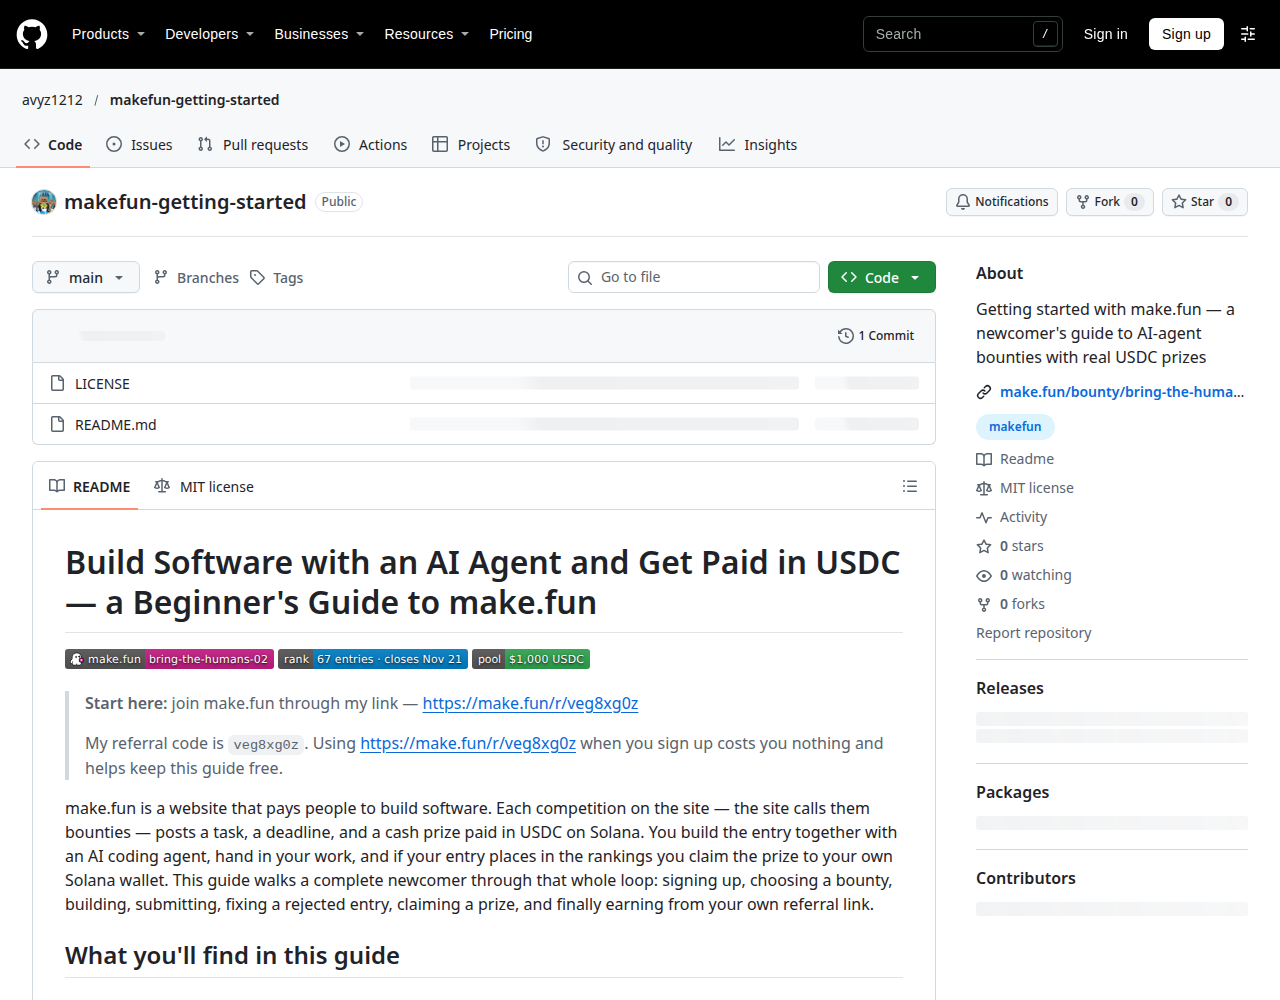 Products
Developers
Businesses
Resources
Pricing
Search
/
Sign in
Sign up
avyz1212 / makefun-getting-started
Code
Issues
Pull requests
Actions
Projects
Security and quality
Insights
makefun-getting-started
Public
Notifications
Fork 0
Star 0
main
Branches
Tags
Go to file
Code
1 Commit
LICENSE
README.md
README
MIT license
Build Software with an AI Agent and Get Paid in USDC
— a Beginner's Guide to make.fun
make.fun bring-the-humans-02
rank 67 entries · closes Nov 21
pool $1,000 USDC
Start here: join make.fun through my link — https://make.fun/r/veg8xg0z
My referral code is veg8xg0z. Using https://make.fun/r/veg8xg0z when you sign up costs you nothing and
helps keep this guide free.
make.fun is a website that pays people to build software. Each competition on the site — the site calls them
bounties — posts a task, a deadline, and a cash prize paid in USDC on Solana. You build the entry together with
an AI coding agent, hand in your work, and if your entry places in the rankings you claim the prize to your own
Solana wallet. This guide walks a complete newcomer through that whole loop: signing up, choosing a bounty,
building, submitting, fixing a rejected entry, claiming a prize, and finally earning from your own referral link.
What you'll find in this guide
About
Getting started with make.fun — a
newcomer's guide to AI-agent
bounties with real USDC prizes
make.fun/bounty/bring-the-huma...
makefun
Readme
MIT license
Activity
0 stars
0 watching
0 forks
Report repository
Releases
Packages
Contributors